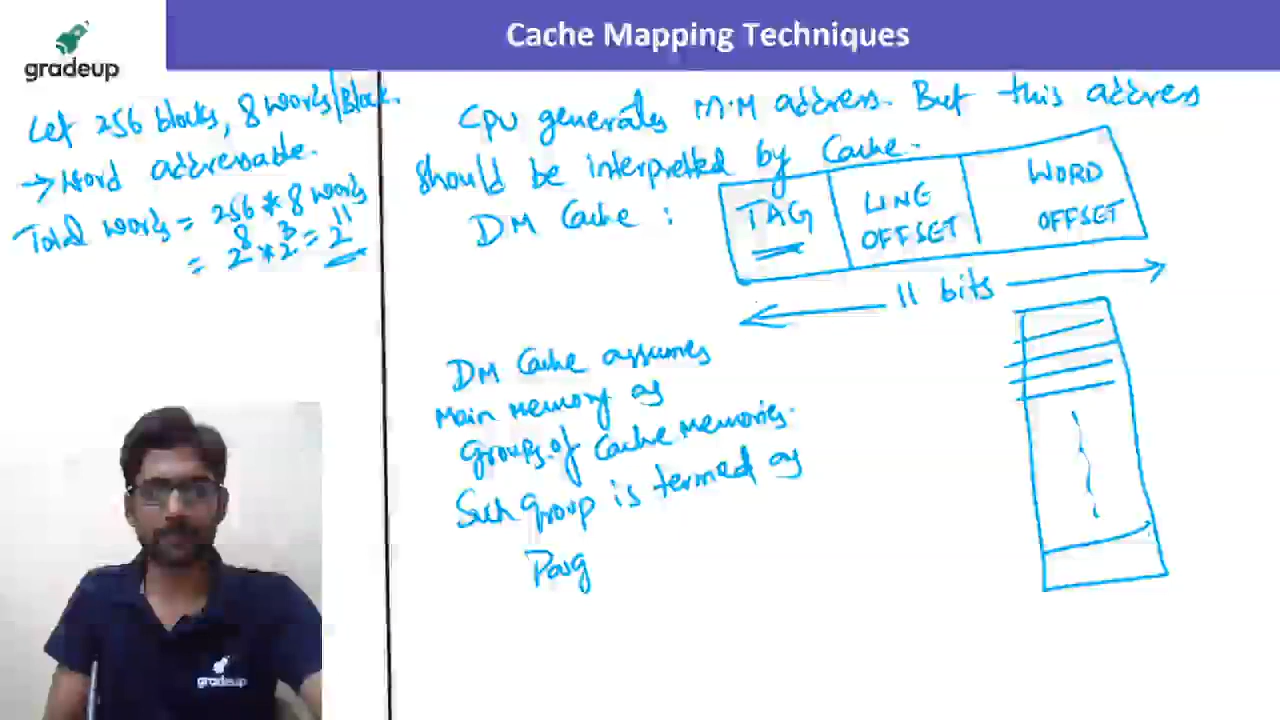 Cache Mapping Techniques
gradeup
Let 256 blocks, 8 words/Block.
→ Word addressable.
Total words = 256 * 8 words
= 2^8 * 2^3 = 2^11
CPU generates M.M address. But this address
should be interpretted by Cache.
DM Cache :
TAG
LINE
OFFSET
WORD
OFFSET
11 bits
DM Cache assumes
Main memory as
groups of Cache memories.
Such group is termed as
Pag
gradeup